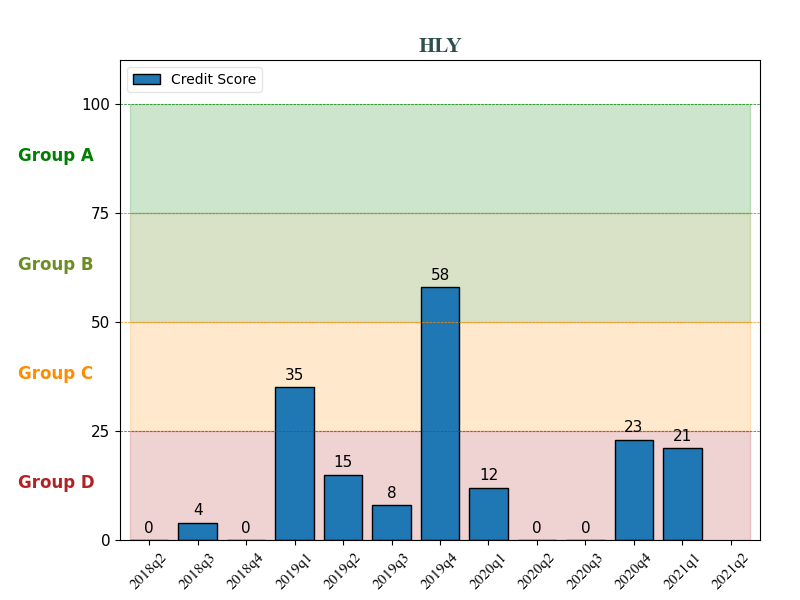 HLY
Credit Score
100
Group A
75
Group B
58
50
Group C
35
25
23
21
15
12
Group D
8
4
0
0
0
0
0
2018q2
2018q3
2018q4
2019q1
2019q2
2019q3
2019q4
2020q1
2020q2
2020q3
2020q4
2021q1
2021q2